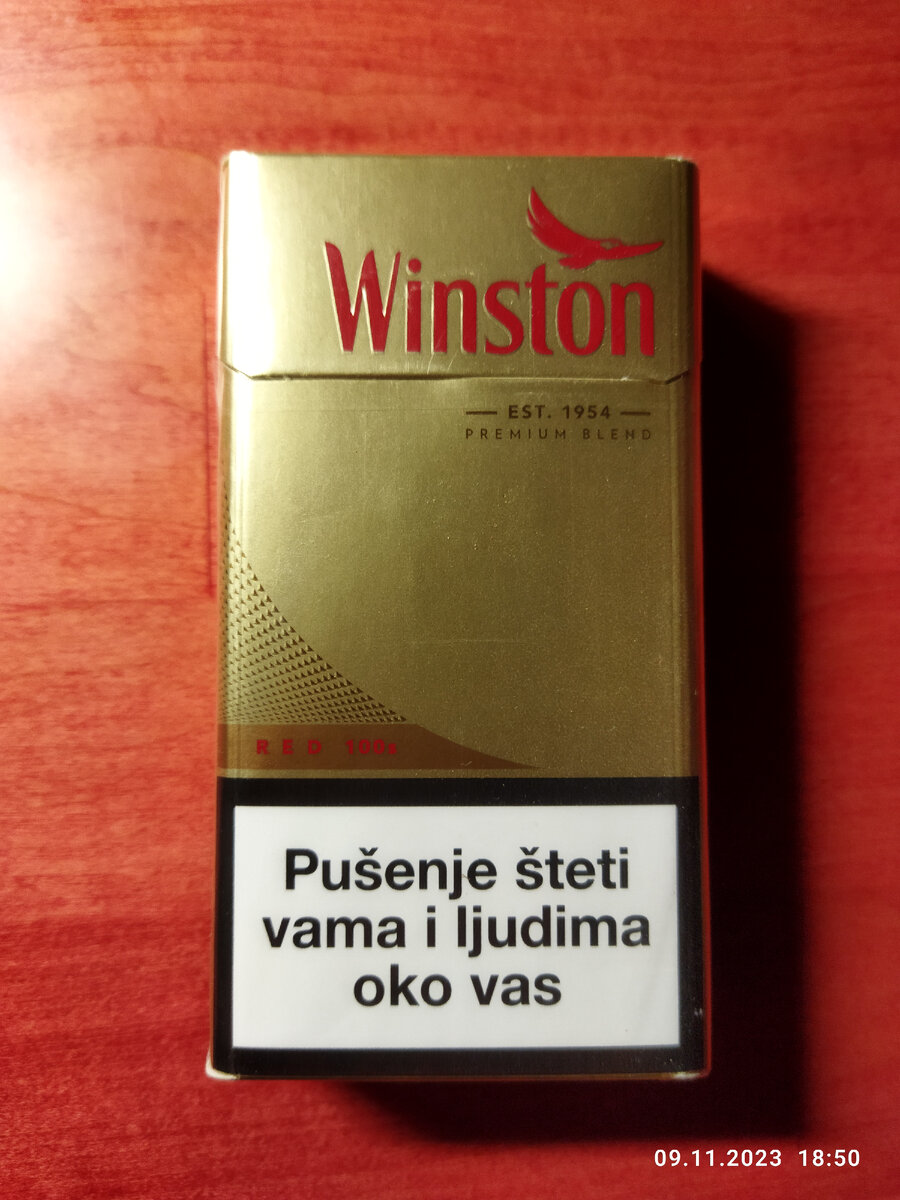 Winston
EST. 1954
PREMIUM BLEND
RED 100s
Pušenje šteti
vama i ljudima
oko vas
09.11.2023 18:50